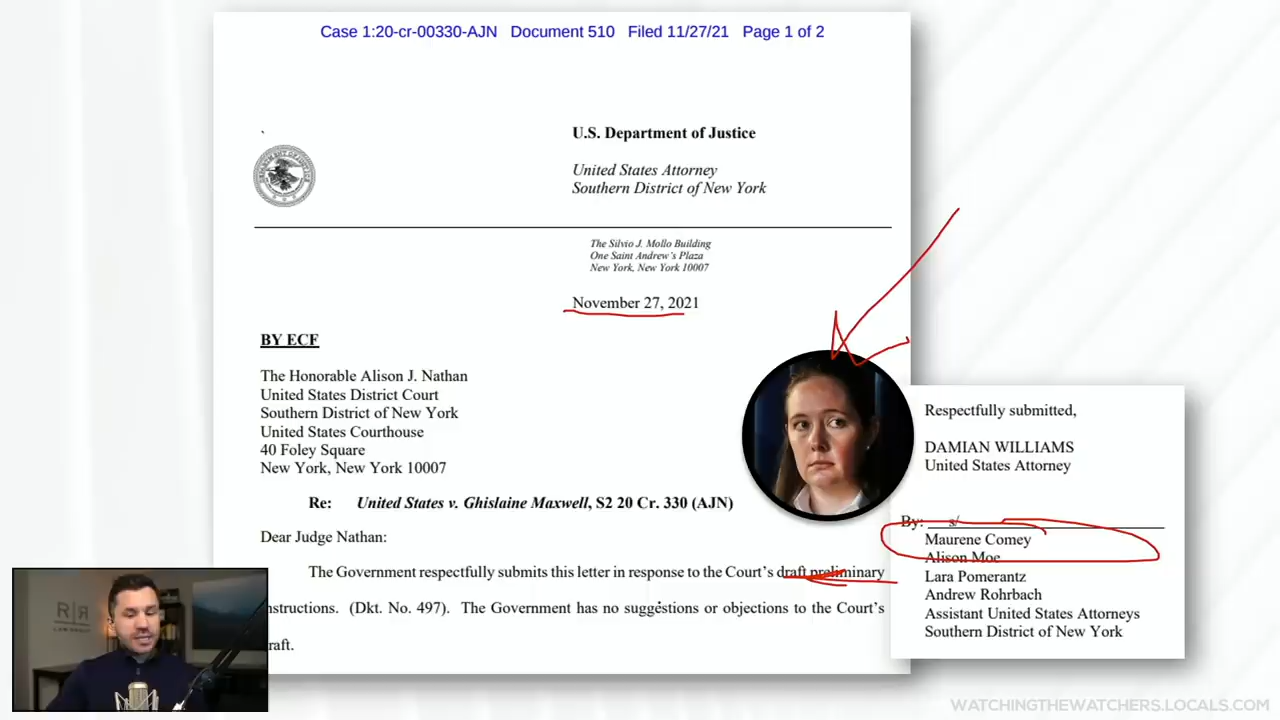 Case 1:20-cr-00330-AJN Document 510 Filed 11/27/21 Page 1 of 2
U.S. Department of Justice
United States Attorney
Southern District of New York
The Silvio J. Mollo Building
One Saint Andrew's Plaza
New York, New York 10007
November 27, 2021
BY ECF
The Honorable Alison J. Nathan
United States District Court
Southern District of New York
United States Courthouse
40 Foley Square
New York, New York 10007
Re: United States v. Ghislaine Maxwell, S2 20 Cr. 330 (AJN)
Dear Judge Nathan:
The Government respectfully submits this letter in response to the Court's draft preliminary
nstructions. (Dkt. No. 497). The Government has no suggestions or objections to the Court's
raft.
Respectfully submitted,
DAMIAN WILLIAMS
United States Attorney
By: s/
Maurene Comey
Alison Moe
Lara Pomerantz
Andrew Rohrbach
Assistant United States Attorneys
Southern District of New York
R|R
LAW GROUP
WATCHINGTHEWATCHERS.LOCALS.COM